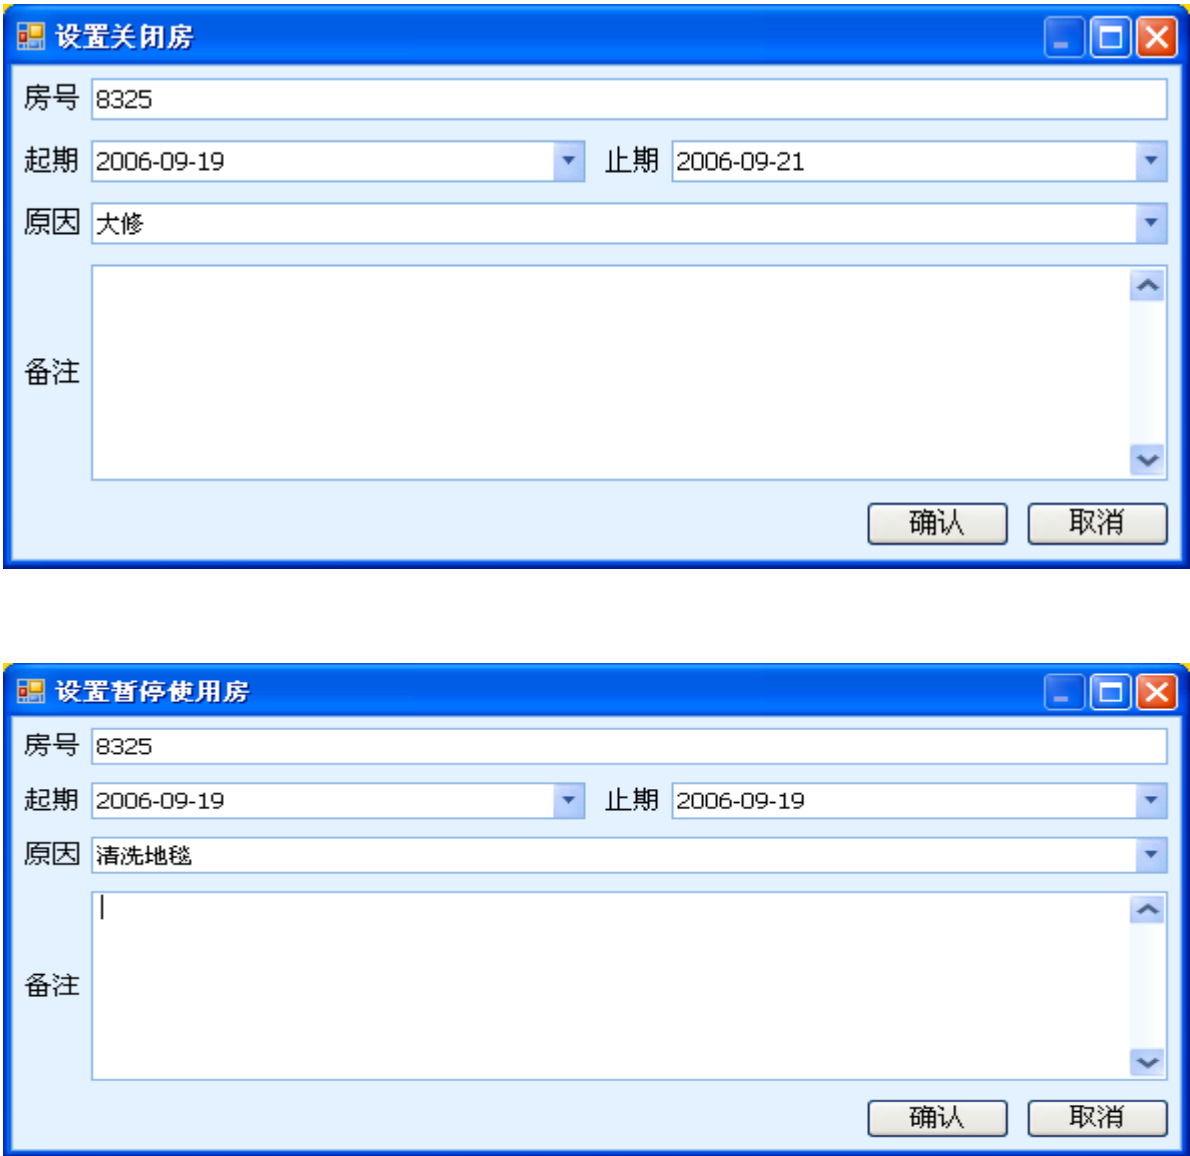 设置关闭房
房号 8325
起期 2006-09-19 止期 2006-09-21
原因 大修
备注
确认 取消
设置暂停使用房
房号 8325
起期 2006-09-19 止期 2006-09-19
原因 清洗地毯
备注
确认 取消